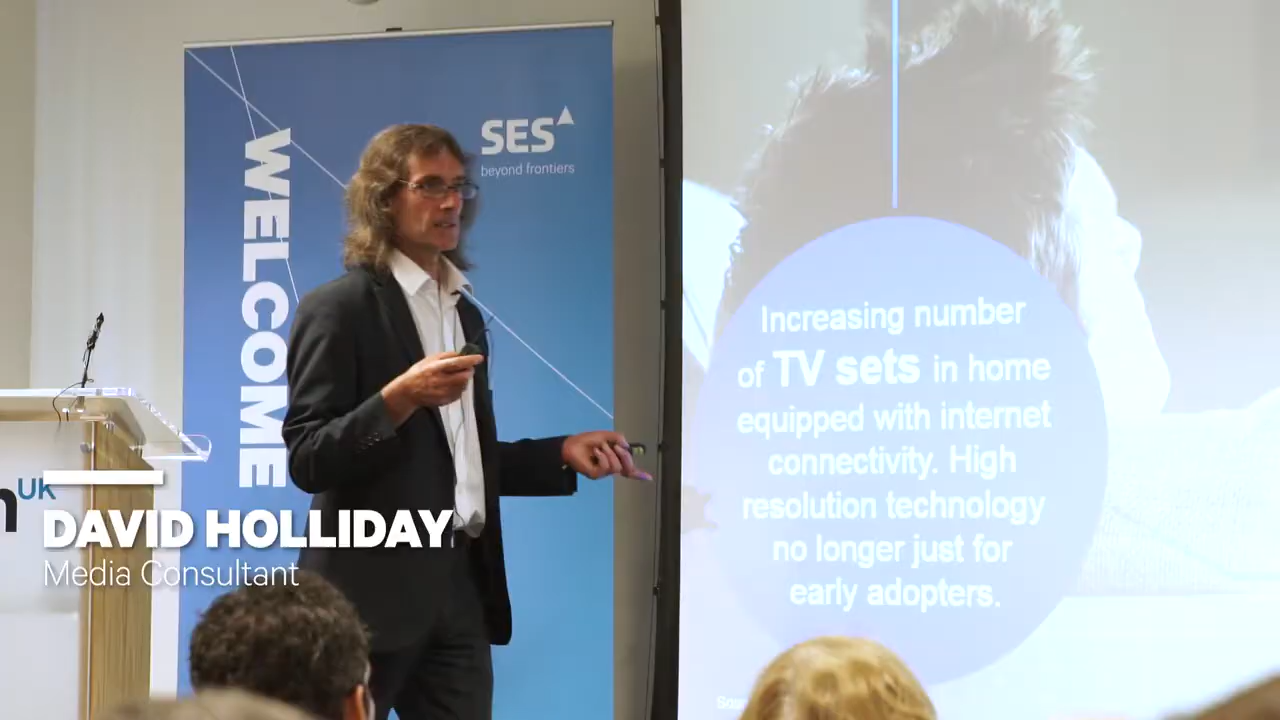 WELCOME
SES
beyond frontiers
UK
DAVID HOLLIDAY
Media Consultant
Increasing number
of TV sets in home
equipped with internet
connectivity. High
resolution technology
no longer just for
early adopters.